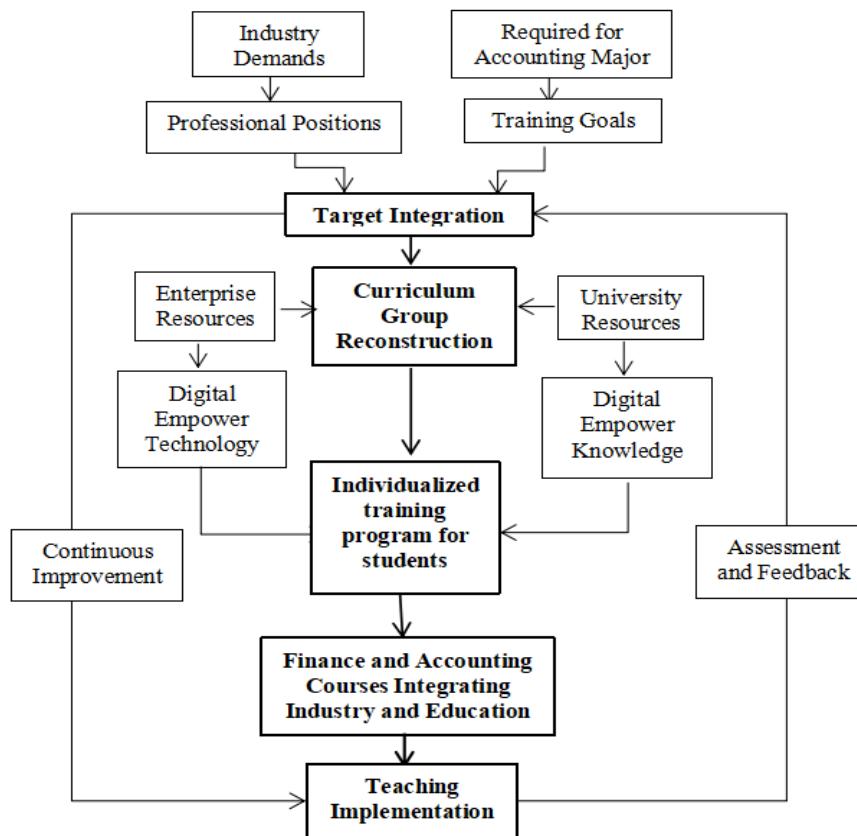 Industry
Demands
Required for
Accounting Major
Professional Positions
Training Goals
Target Integration
Enterprise
Resources
Curriculum
Group
Reconstruction
University
Resources
Digital
Empower
Technology
Digital
Empower
Knowledge
Individualized
training
program for
students
Continuous
Improvement
Assessment
and Feedback
Finance and Accounting
Courses Integrating
Industry and Education
Teaching
Implementation